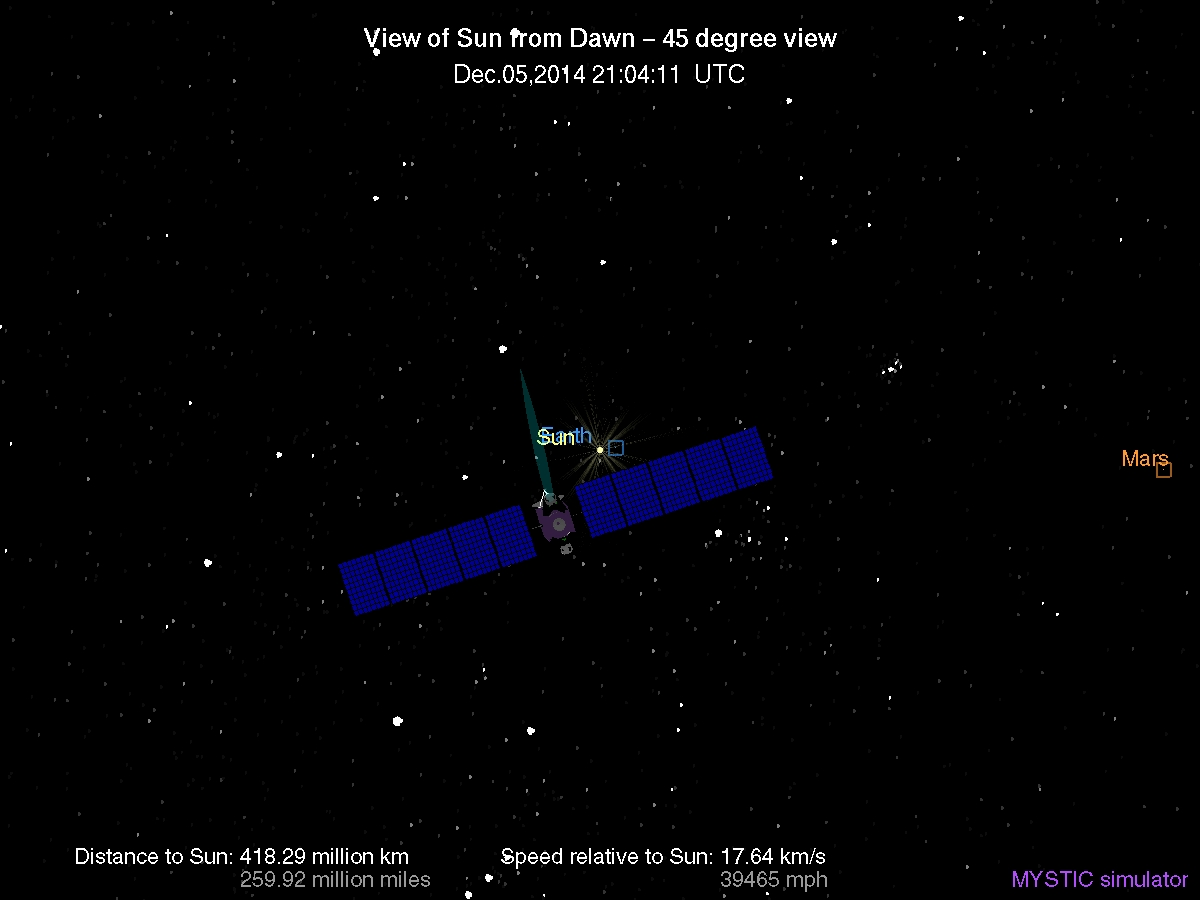 View of Sun from Dawn – 45 degree view
Dec.05,2014 21:04:11 UTC
Earth
Sun
Mars
Distance to Sun: 418.29 million km
259.92 million miles
Speed relative to Sun: 17.64 km/s
39465 mph
MYSTIC simulator